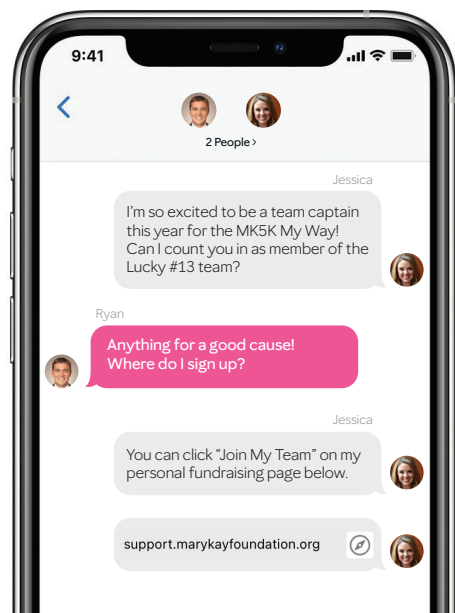 9:41
2 People >
Jessica
I'm so excited to be a team captain
this year for the MK5K My Way!
Can I count you in as member of the
Lucky #13 team?
Ryan
Anything for a good cause!
Where do I sign up?
Jessica
You can click “Join My Team” on my
personal fundraising page below.
support.marykayfoundation.org